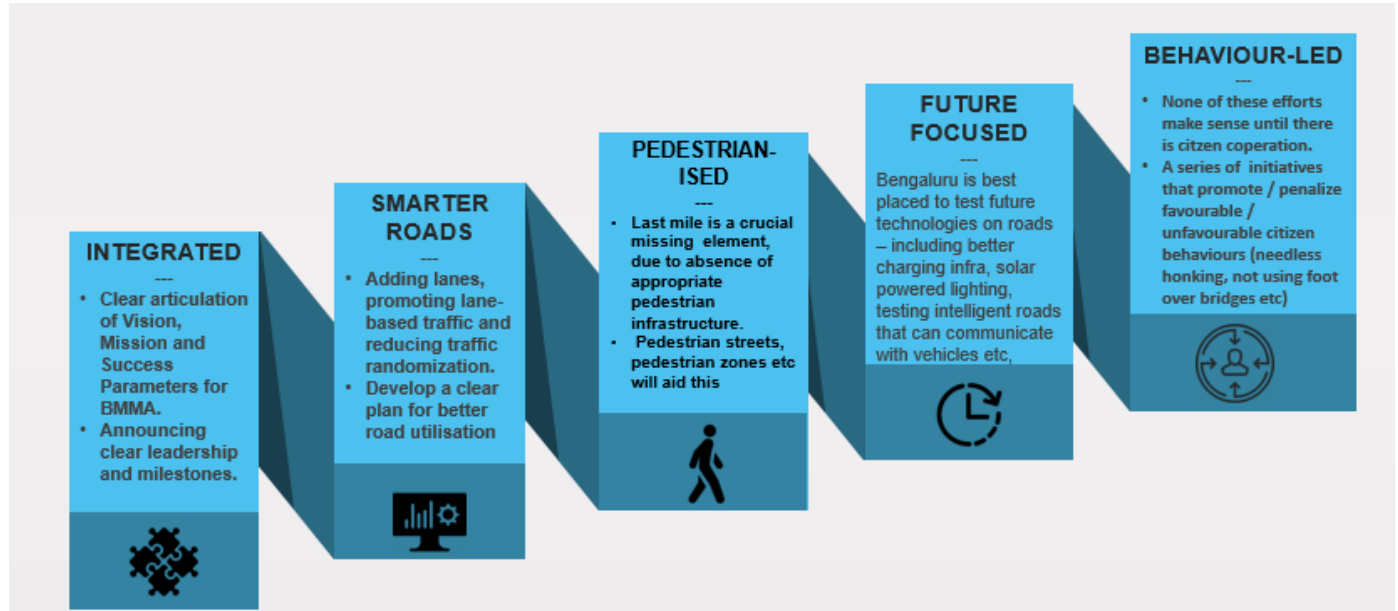 INTEGRATED
---
• Clear articulation
of Vision,
Mission and
Success
Parameters for
BMMA.
• Announcing
clear leadership
and milestones.
SMARTER
ROADS
---
• Adding lanes,
promoting lane-
based traffic and
reducing traffic
randomization.
• Develop a clear
plan for better
road utilisation
PEDESTRIAN-
ISED
---
• Last mile is a crucial
missing element,
due to absence of
appropriate
pedestrian
infrastructure.
• Pedestrian streets,
pedestrian zones etc
will aid this
FUTURE
FOCUSED
---
Bengaluru is best
placed to test future
technologies on roads
– including better
charging infra, solar
powered lighting,
testing intelligent roads
that can communicate
with vehicles etc,
BEHAVIOUR-LED
---
• None of these efforts
make sense until there
is citzen coperation.
• A series of initiatives
that promote / penalize
favourable /
unfavourable citizen
behaviours (needless
honking, not using foot
over bridges etc)